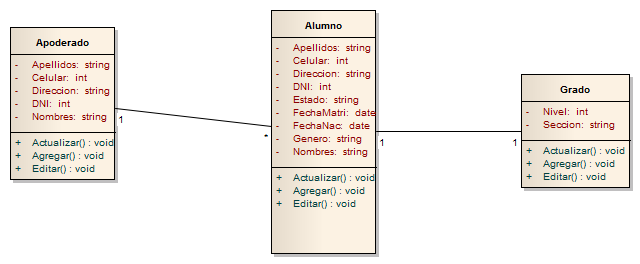 Apoderado
- Apellidos: string
- Celular: int
- Direccion: string
- DNI: int
- Nombres: string
+ Actualizar() : void
+ Agregar() : void
+ Editar() : void
1
*
Alumno
- Apellidos: string
- Celular: int
- Direccion: string
- DNI: int
- Estado: string
- FechaMatri: date
- FechaNac: date
- Genero: string
- Nombres: string
+ Actualizar() : void
+ Agregar() : void
+ Editar() : void
1
1
Grado
- Nivel: int
- Seccion: string
+ Actualizar() : void
+ Agregar() : void
+ Editar() : void